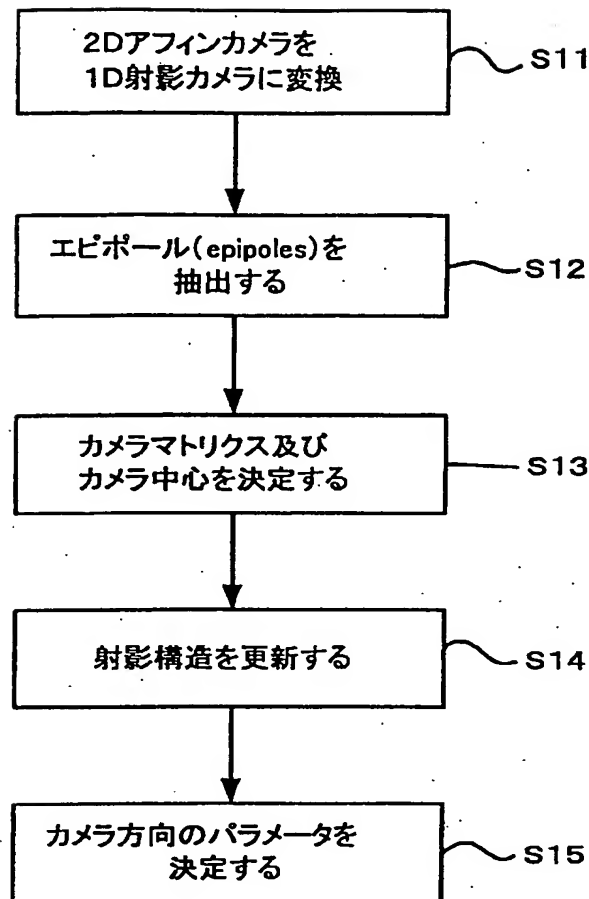 2Dアフィンカメラを
1D射影カメラに変換
S11
エピポール(epipoles)を
抽出する
S12
カメラマトリクス及び
カメラ中心を決定する
S13
射影構造を更新する
S14
カメラ方向のパラメータを
決定する
S15